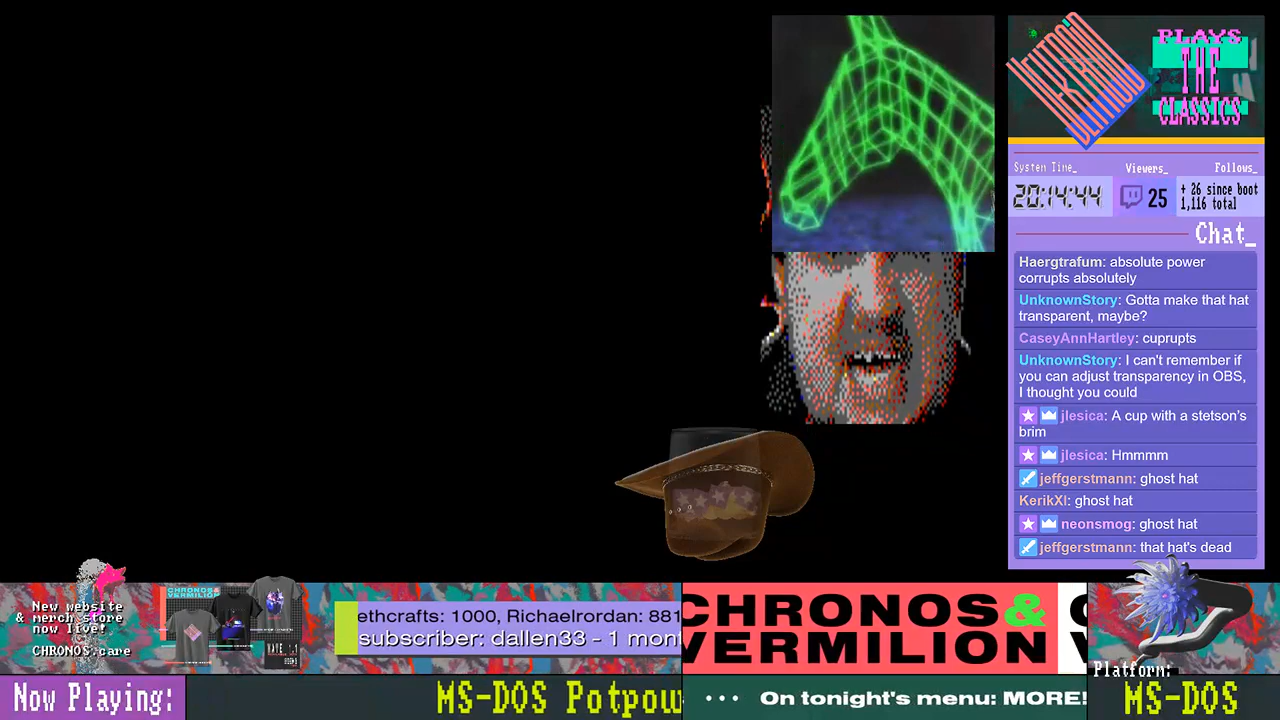 PLAYS
THE
CLASSICS
System Time_
Viewers_
Follows_
20:14:44
25
+ 26 since boot
1,116 total
Chat_
Haergtrafum: absolute power
corrupts absolutely
UnknownStory: Gotta make that hat
transparent, maybe?
CaseyAnnHartley: cuprupts
UnknownStory: I can't remember if
you can adjust transparency in OBS,
I thought you could
jlesica: A cup with a stetson's
brim
jlesica: Hmmmm
jeffgerstmann: ghost hat
KerikXI: ghost hat
neonsmog: ghost hat
jeffgerstmann: that hat's dead
New website
& merch store
now live!
CHRONOS.care
CHRONOS&
VERMILION
ethcrafts: 1000, Richaelrordan: 881
subscriber: dallen33 - 1 mon
CHRONOS&
VERMILION
Platform:
MS-DOS
Now Playing:
MS-DOS Potpou
••• On tonight's menu: MORE!